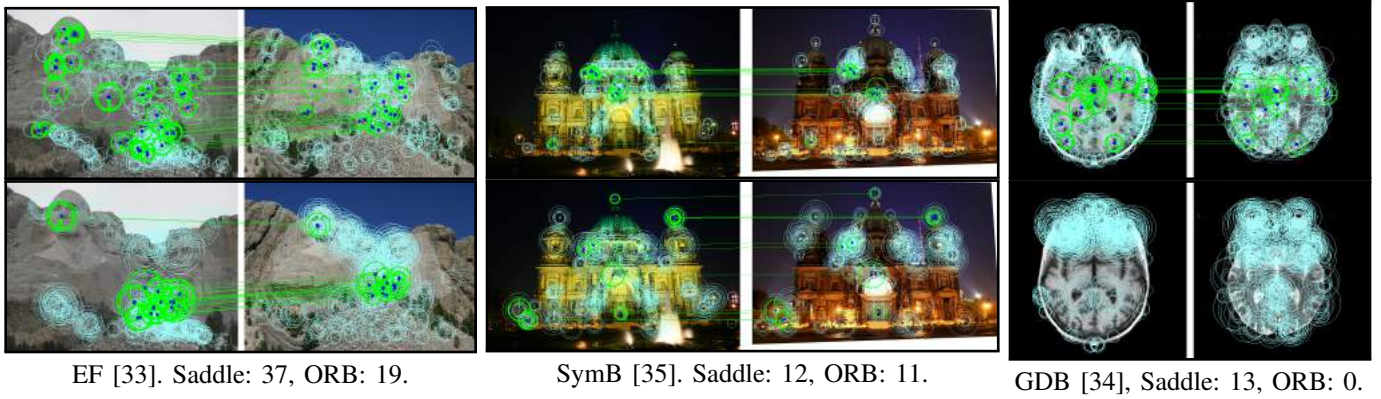 EF [33]. Saddle: 37, ORB: 19.
SymB [35]. Saddle: 12, ORB: 11.
GDB [34], Saddle: 13, ORB: 0.